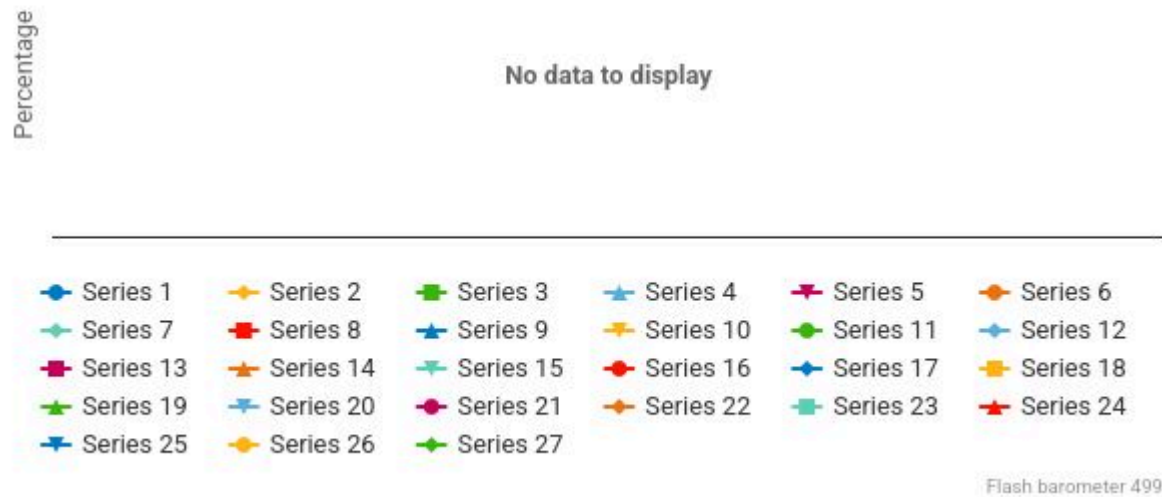 Percentage
No data to display
Series 1 Series 2 Series 3 Series 4 Series 5 Series 6
Series 7 Series 8 Series 9 Series 10 Series 11 Series 12
Series 13 Series 14 Series 15 Series 16 Series 17 Series 18
Series 19 Series 20 Series 21 Series 22 Series 23 Series 24
Series 25 Series 26 Series 27
Flash barometer 499